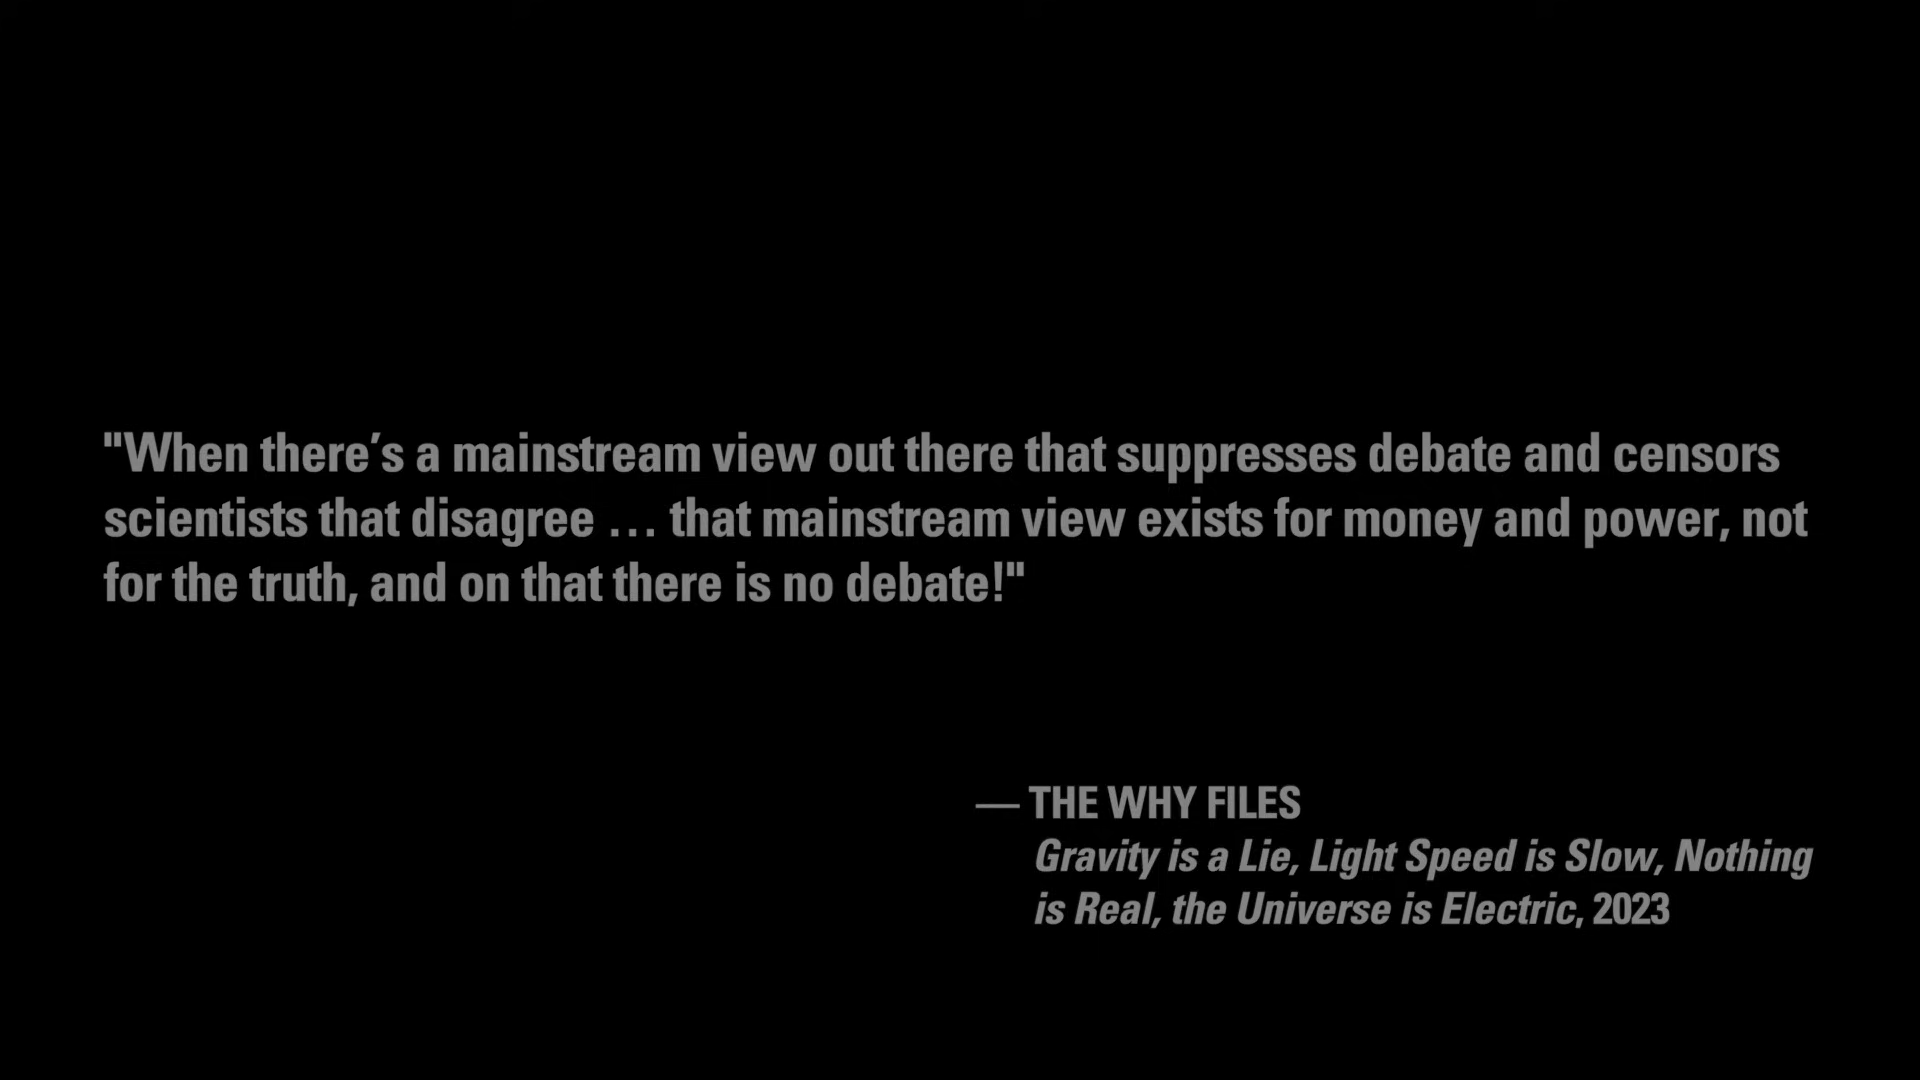 "When there’s a mainstream view out there that suppresses debate and censors
scientists that disagree … that mainstream view exists for money and power, not
for the truth, and on that there is no debate!"
— THE WHY FILES
Gravity is a Lie, Light Speed is Slow, Nothing
is Real, the Universe is Electric, 2023